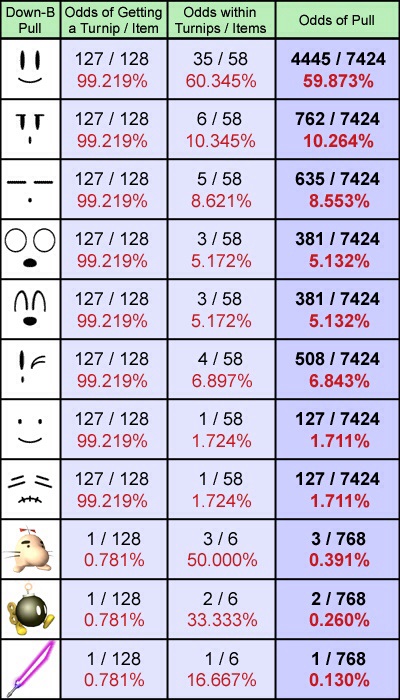 Down-B Pull
Odds of Getting a Turnip / Item
Odds within Turnips / Items
Odds of Pull
127 / 128 99.219%
35 / 58 60.345%
4445 / 7424 59.873%
127 / 128 99.219%
6 / 58 10.345%
762 / 7424 10.264%
127 / 128 99.219%
5 / 58 8.621%
635 / 7424 8.553%
127 / 128 99.219%
3 / 58 5.172%
381 / 7424 5.132%
127 / 128 99.219%
3 / 58 5.172%
381 / 7424 5.132%
127 / 128 99.219%
4 / 58 6.897%
508 / 7424 6.843%
127 / 128 99.219%
1 / 58 1.724%
127 / 7424 1.711%
127 / 128 99.219%
1 / 58 1.724%
127 / 7424 1.711%
1 / 128 0.781%
3 / 6 50.000%
3 / 768 0.391%
1 / 128 0.781%
2 / 6 33.333%
2 / 768 0.260%
1 / 128 0.781%
1 / 6 16.667%
1 / 768 0.130%